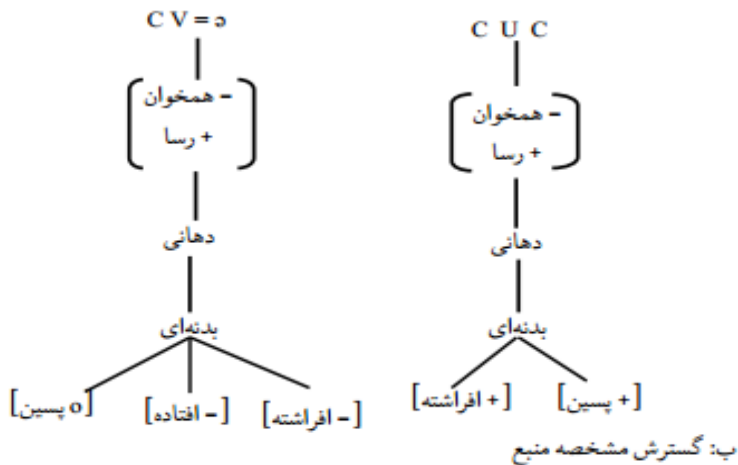 C V = ə C U C
- همخوان - همخوان
+ رسا + رسا
دهانی دهانی
بدنه‌ای بدنه‌ای
[+ پسین] [+ افراشته] [- افراشته] [- افتاده] [o پسین]
ب: گسترش مشخصه منبع